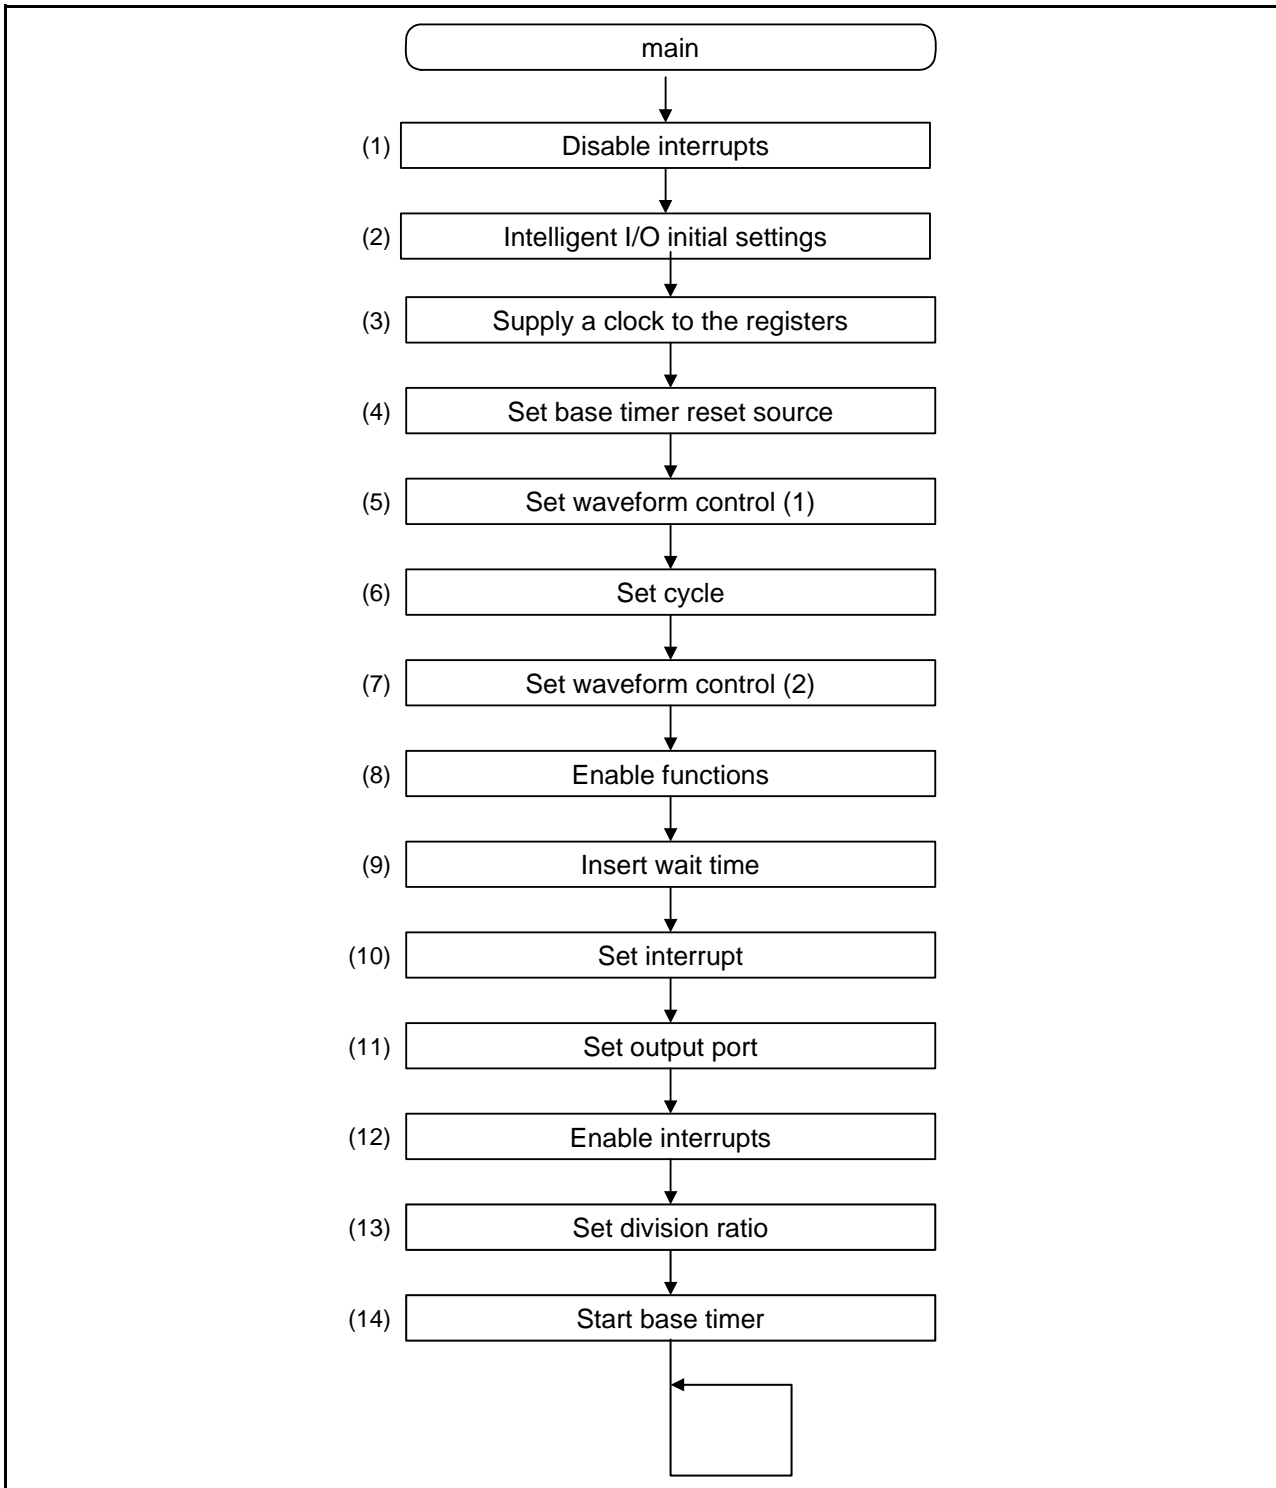 main
(1) Disable interrupts
(2) Intelligent I/O initial settings
(3) Supply a clock to the registers
(4) Set base timer reset source
(5) Set waveform control (1)
(6) Set cycle
(7) Set waveform control (2)
(8) Enable functions
(9) Insert wait time
(10) Set interrupt
(11) Set output port
(12) Enable interrupts
(13) Set division ratio
(14) Start base timer